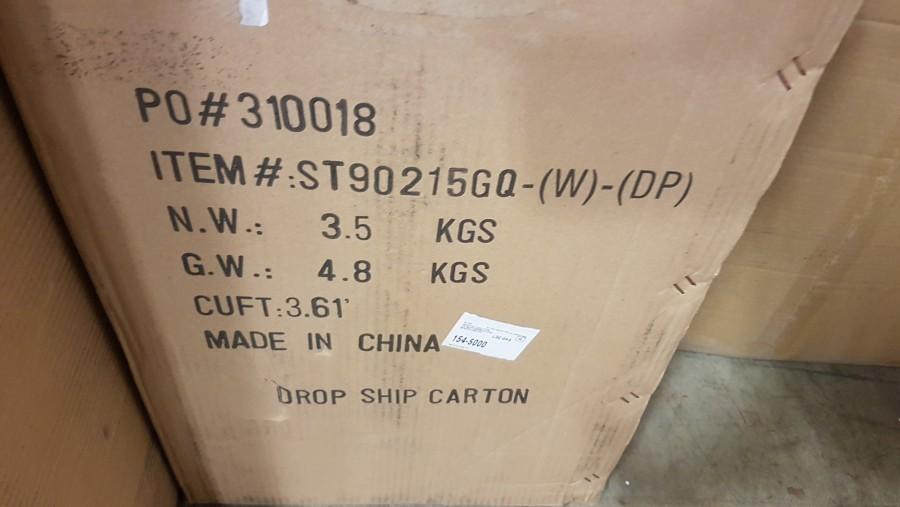 PO#310018
ITEM#:ST90215GQ-(W)-(DP)
N.W.: 3.5 KGS
G.W.: 4.8 KGS
CUFT:3.61'
MADE IN CHINA
154-5000
DROP SHIP CARTON